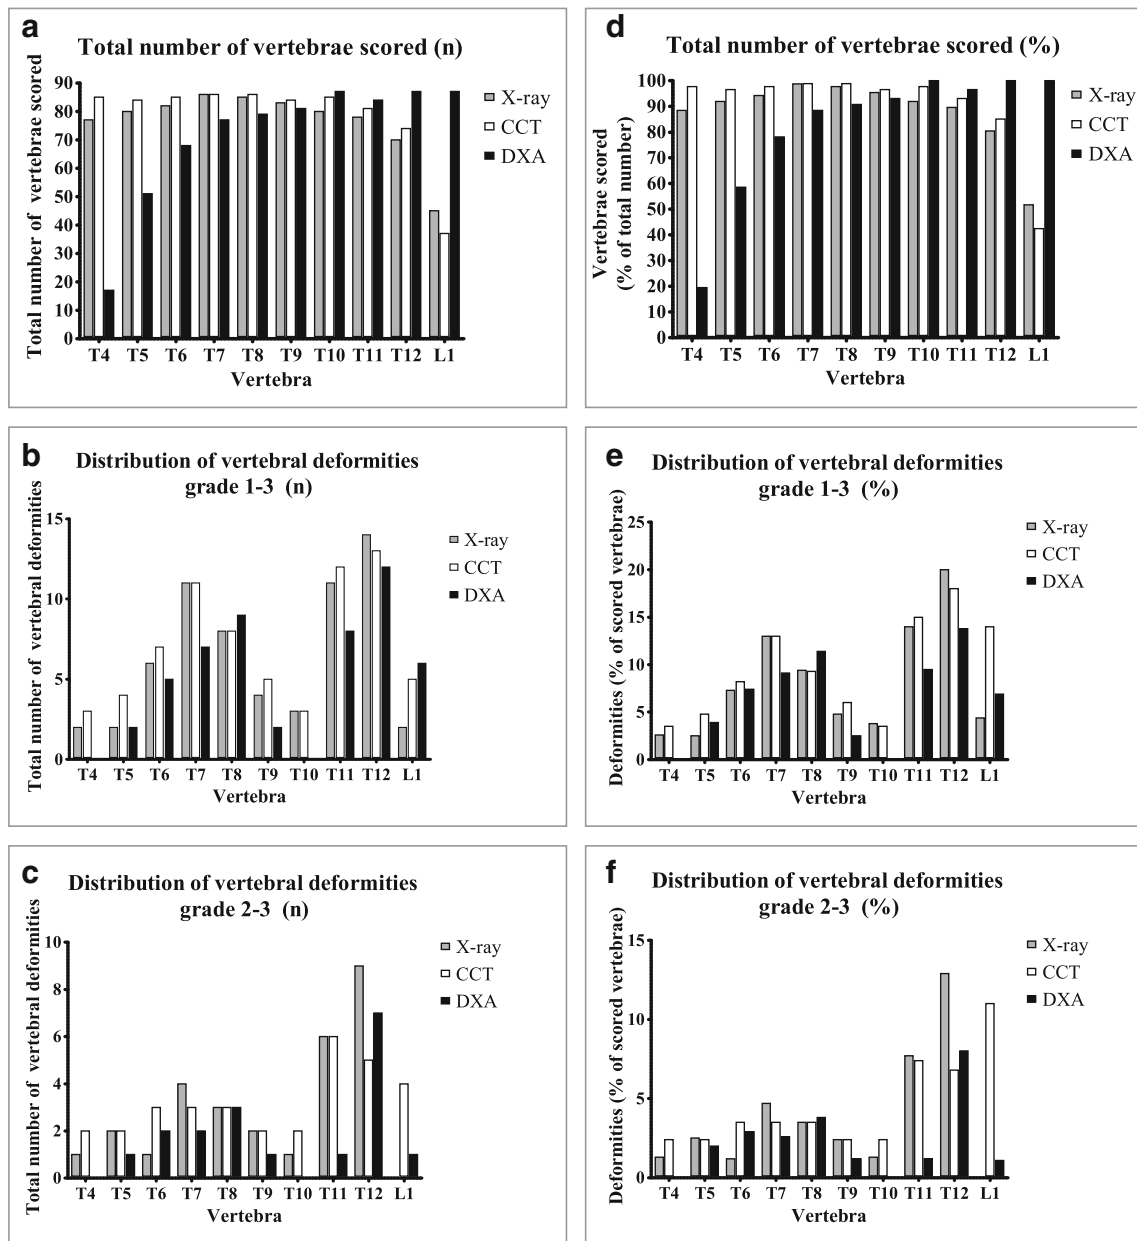 a
Total number of vertebrae scored (n)
Total number of vertebrae scored
90
80
70
60
50
40
30
20
10
0
T4 T5 T6 T7 T8 T9 T10 T11 T12 L1
Vertebra
X-ray
CCT
DXA
d
Total number of vertebrae scored (%)
Vertebrae scored
(% of total number)
100
90
80
70
60
50
40
30
20
10
0
T4 T5 T6 T7 T8 T9 T10 T11 T12 L1
Vertebra
X-ray
CCT
DXA
b
Distribution of vertebral deformities
grade 1-3 (n)
Total number of vertebral deformities
15
10
5
0
T4 T5 T6 T7 T8 T9 T10 T11 T12 L1
Vertebra
X-ray
CCT
DXA
e
Distribution of vertebral deformities
grade 1-3 (%)
Deformities (% of scored vertebrae)
25
20
15
10
5
0
T4 T5 T6 T7 T8 T9 T10 T11 T12 L1
Vertebra
X-ray
CCT
DXA
c
Distribution of vertebral deformities
grade 2-3 (n)
Total number of vertebral deformities
10
8
6
4
2
0
T4 T5 T6 T7 T8 T9 T10 T11 T12 L1
Vertebra
X-ray
CCT
DXA
f
Distribution of vertebral deformities
grade 2-3 (%)
Deformities (% of scored vertebrae)
15
10
5
0
T4 T5 T6 T7 T8 T9 T10 T11 T12 L1
Vertebra
X-ray
CCT
DXA